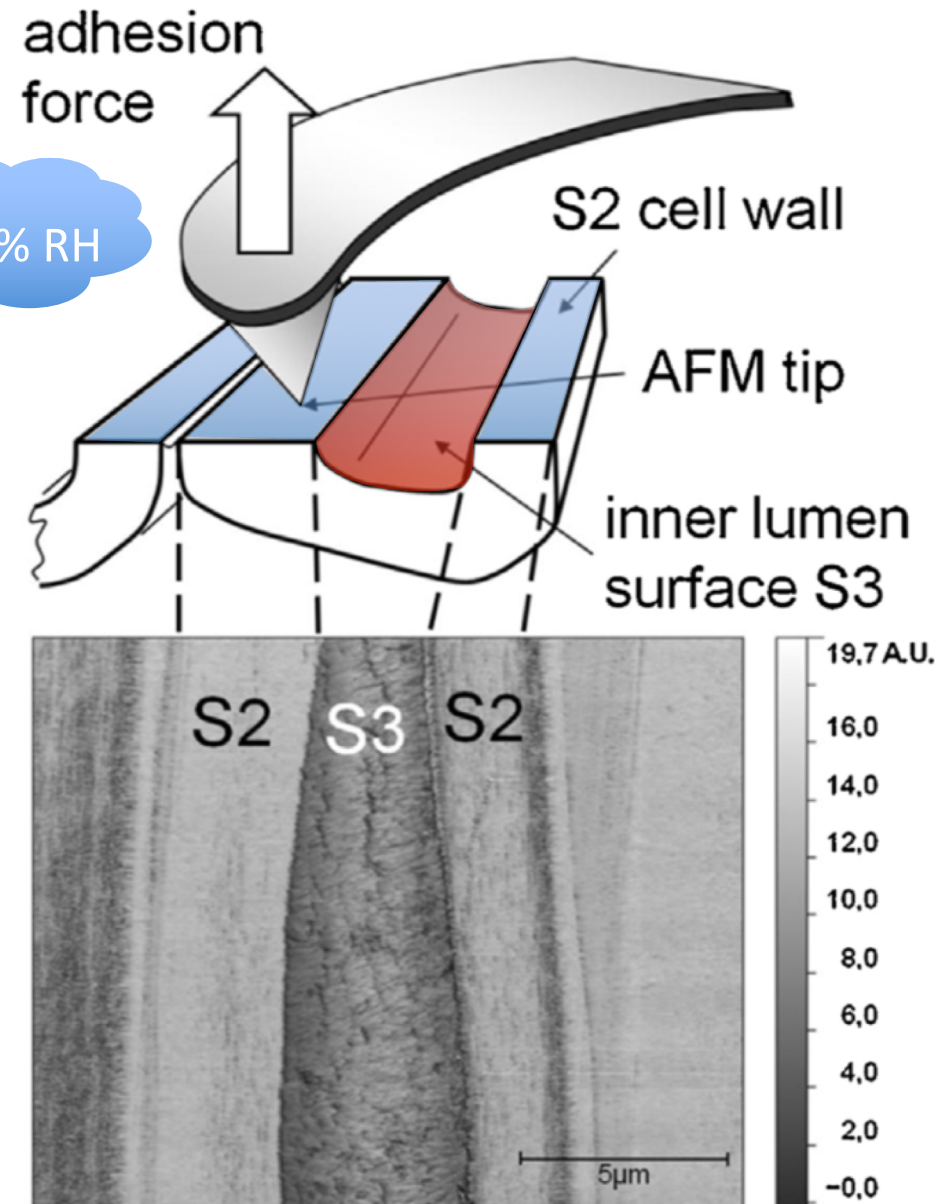 adhesion
force
% RH
S2 cell wall
AFM tip
inner lumen
surface S3
S2
S3
S2
19,7 A.U.
16,0
14,0
12,0
10,0
8,0
6,0
4,0
2,0
-0,0
5µm